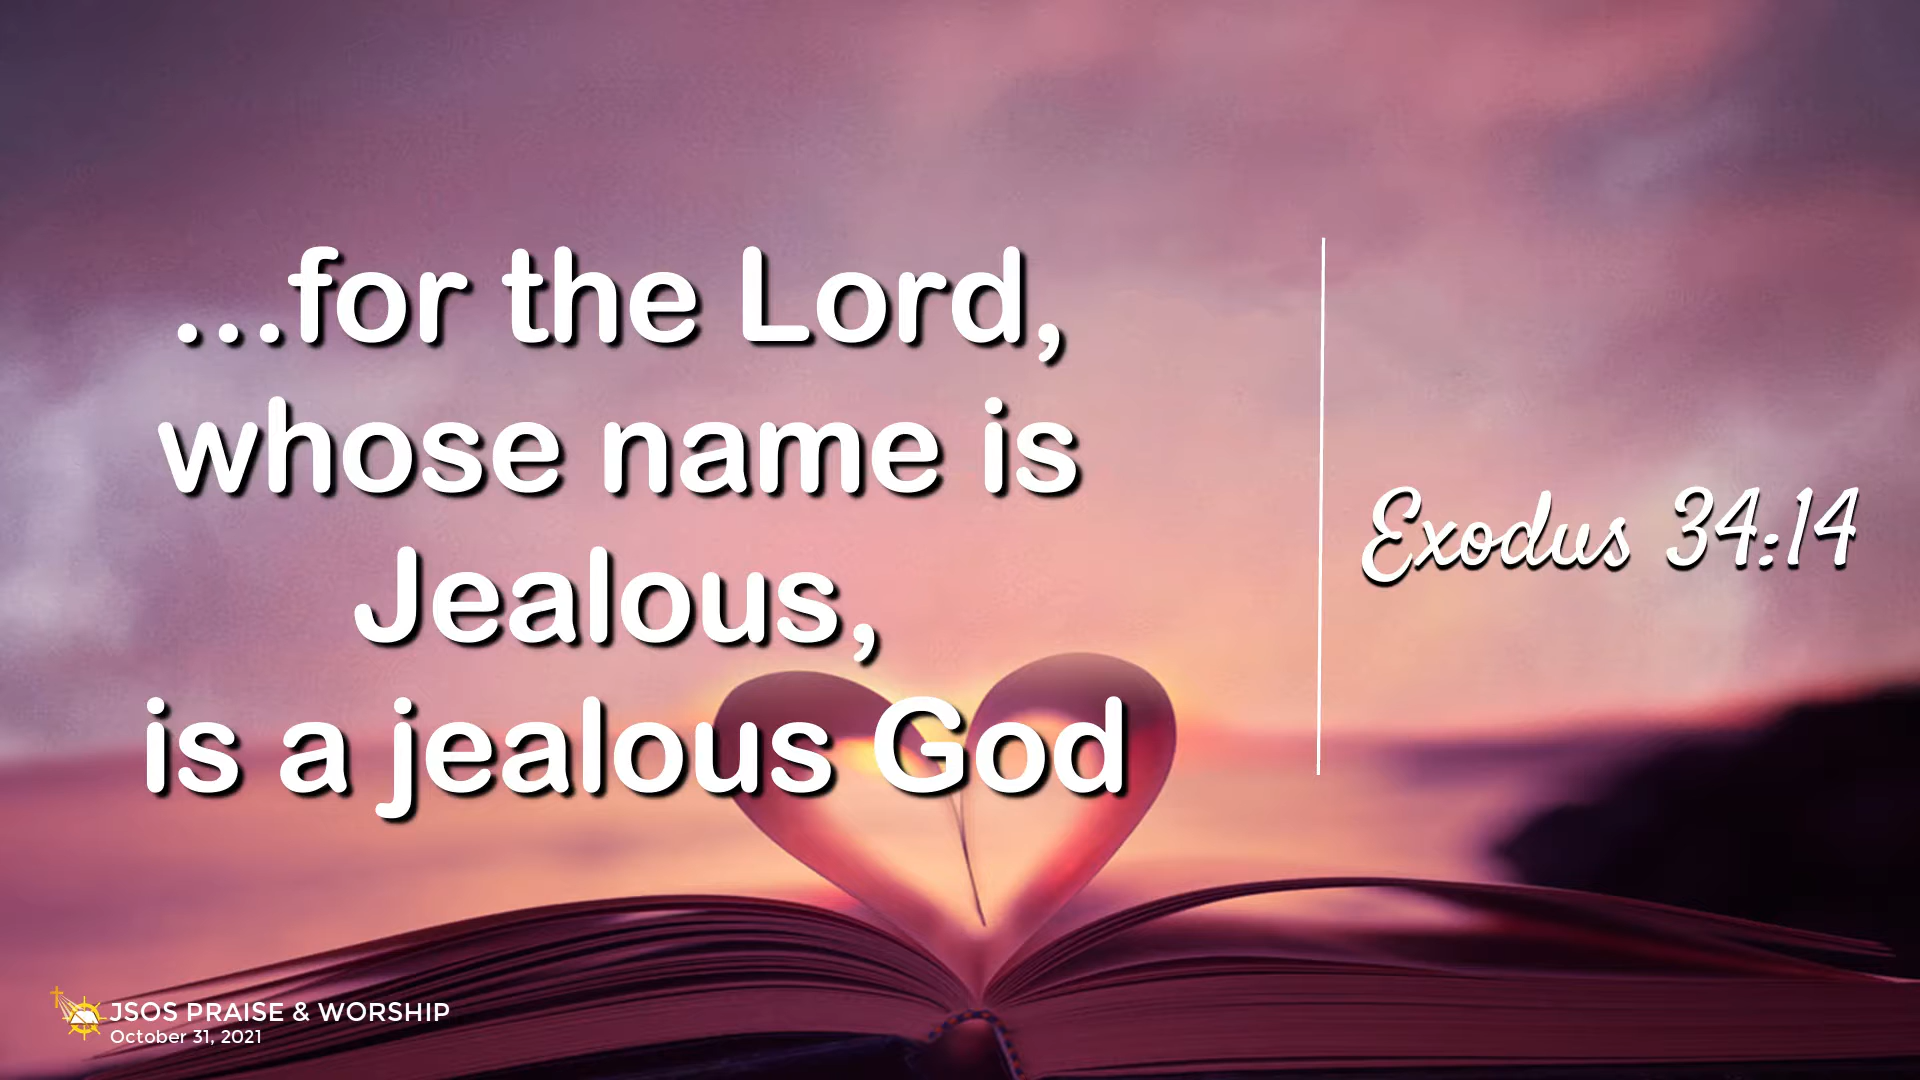 ...for the Lord,
whose name is
Jealous,
is a jealous God
Exodus 34:14
JSOS PRAISE & WORSHIP
October 31, 2021